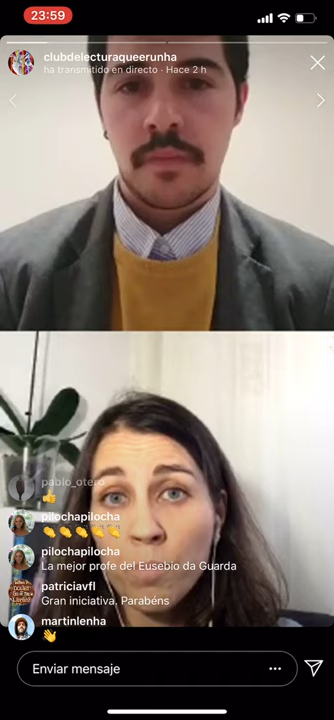 23:59
clubdelecturaqueerunha
ha transmitido en directo · Hace 2 h
pablo_otero
👍
pilochapilocha
👏👏👏👏👏
pilochapilocha
La mejor profe del Eusebio da Guarda
patriciavfl
Gran iniciativa. Parabéns
martinlenha
👋
Enviar mensaje